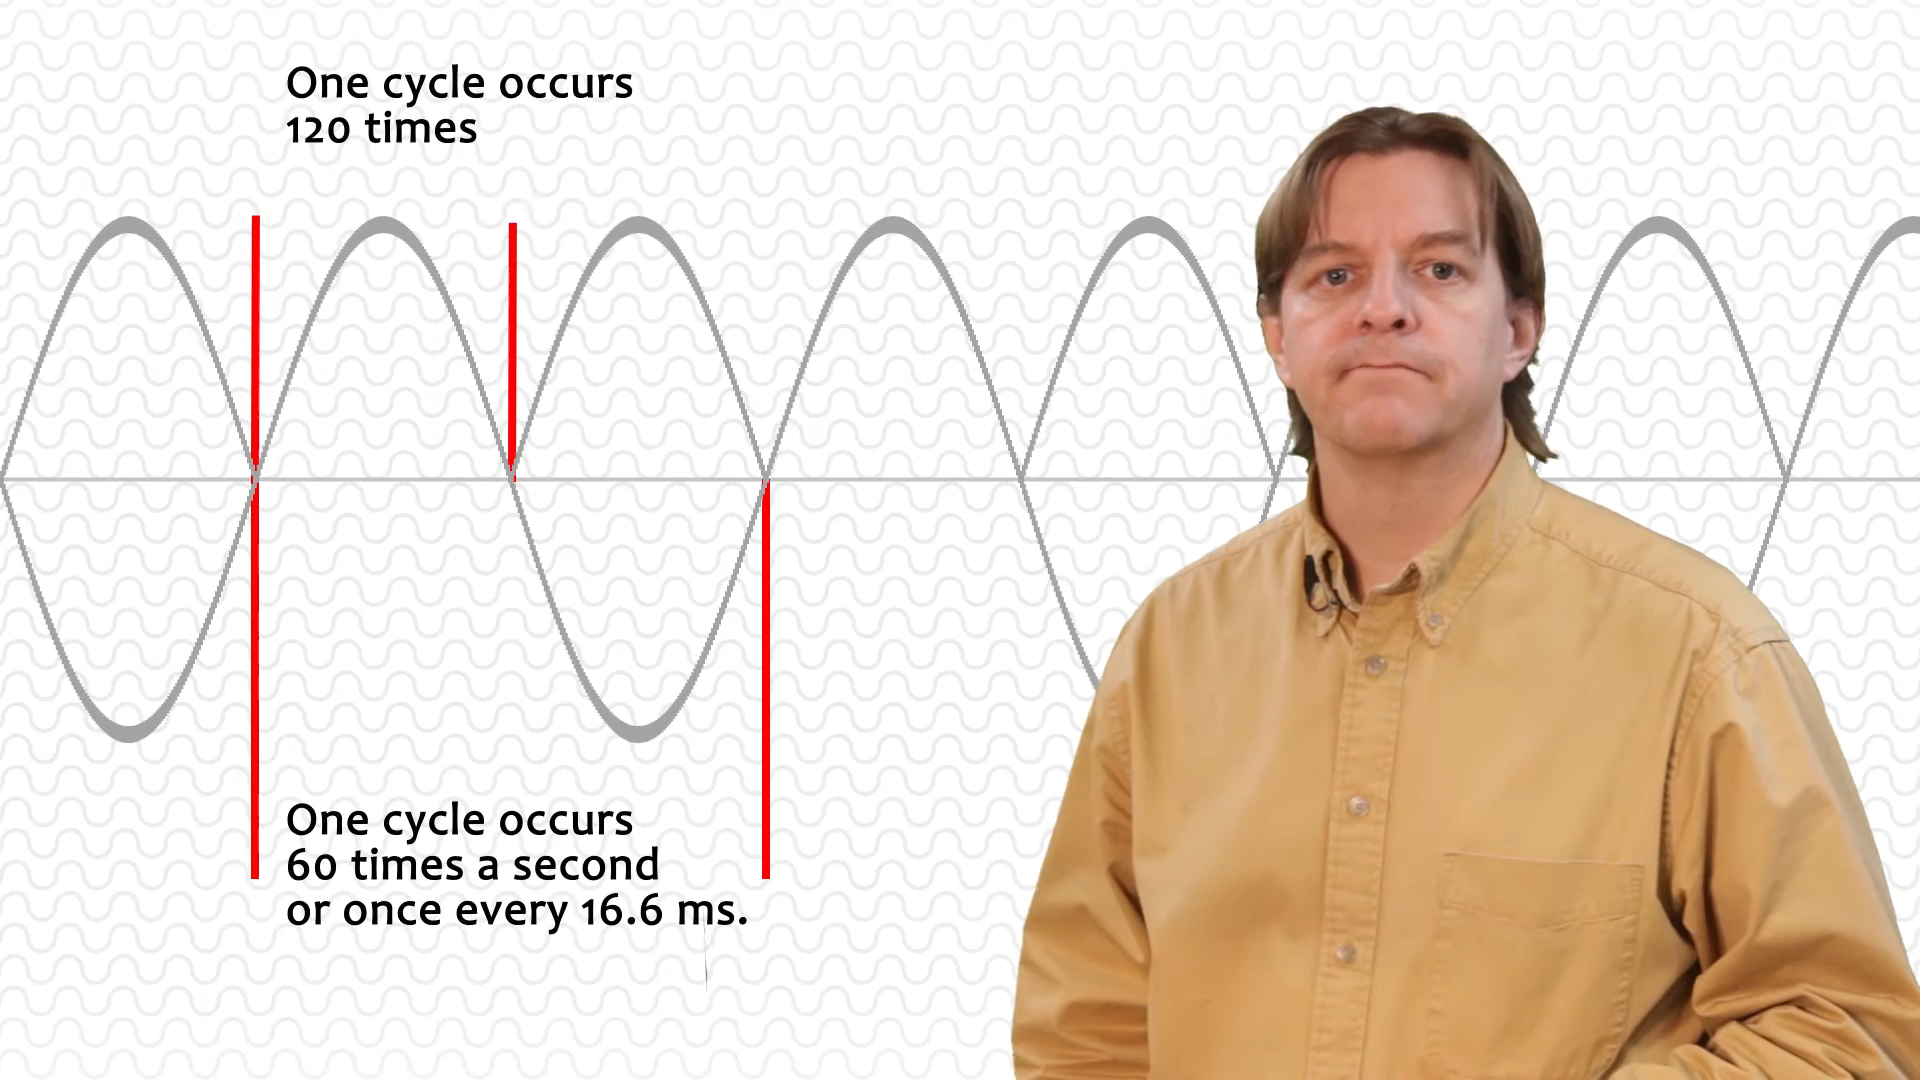 One cycle occurs
120 times
One cycle occurs
60 times a second
or once every 16.6 ms.